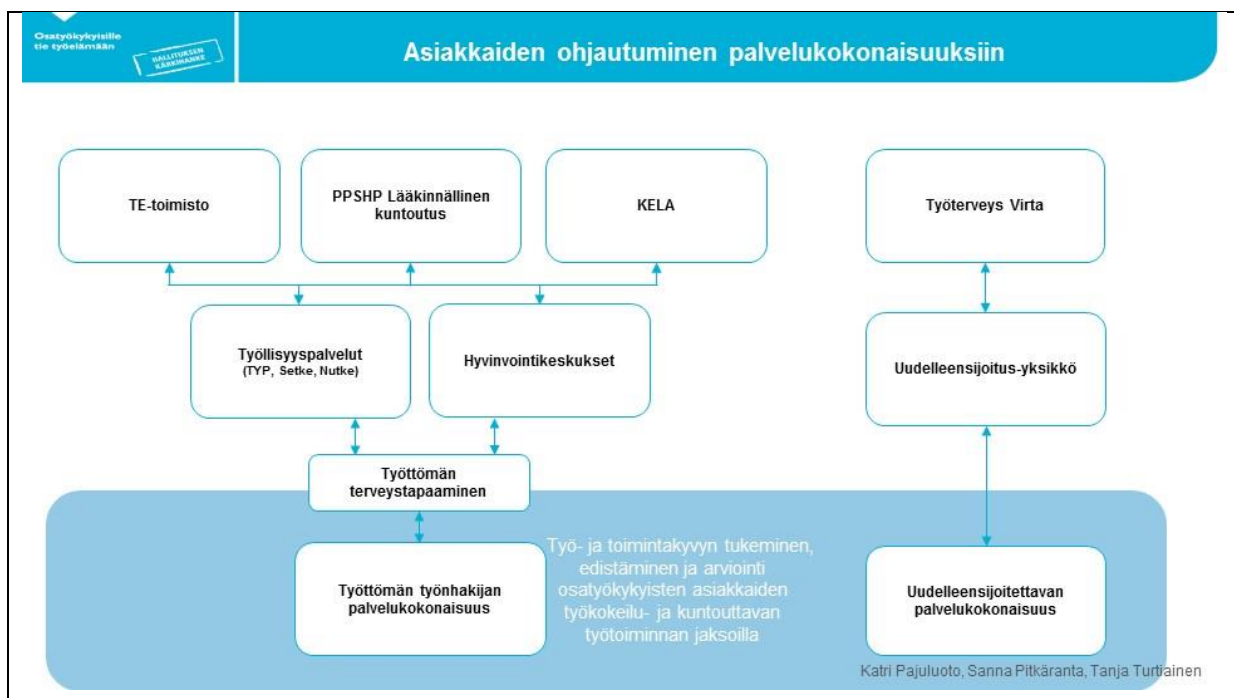 Osatyökykyisille
tie työelämään
HALLITUKSEN
KÄRKIHANKE
Asiakkaiden ohjautuminen palvelukokonaisuuksiin
TE-toimisto
PPSHP Lääkinnällinen
kuntoutus
KELA
Työterveys Virta
Työllisyyspalvelut
(TYP, Setke, Nutke)
Hyvinvointikeskukset
Uudelleensijoitus-yksikkö
Työttömän
terveystapaaminen
Työttömän työnhakijan
palvelukokonaisuus
Työ- ja toimintakyvyn tukeminen,
edistäminen ja arviointi
osatyökykyisten asiakkaiden
työkokeilu- ja kuntouttavan
työtoiminnan jaksoilla
Uudelleensijoitettavan
palvelukokonaisuus
Katri Pajuluoto, Sanna Pitkäranta, Tanja Turtiainen